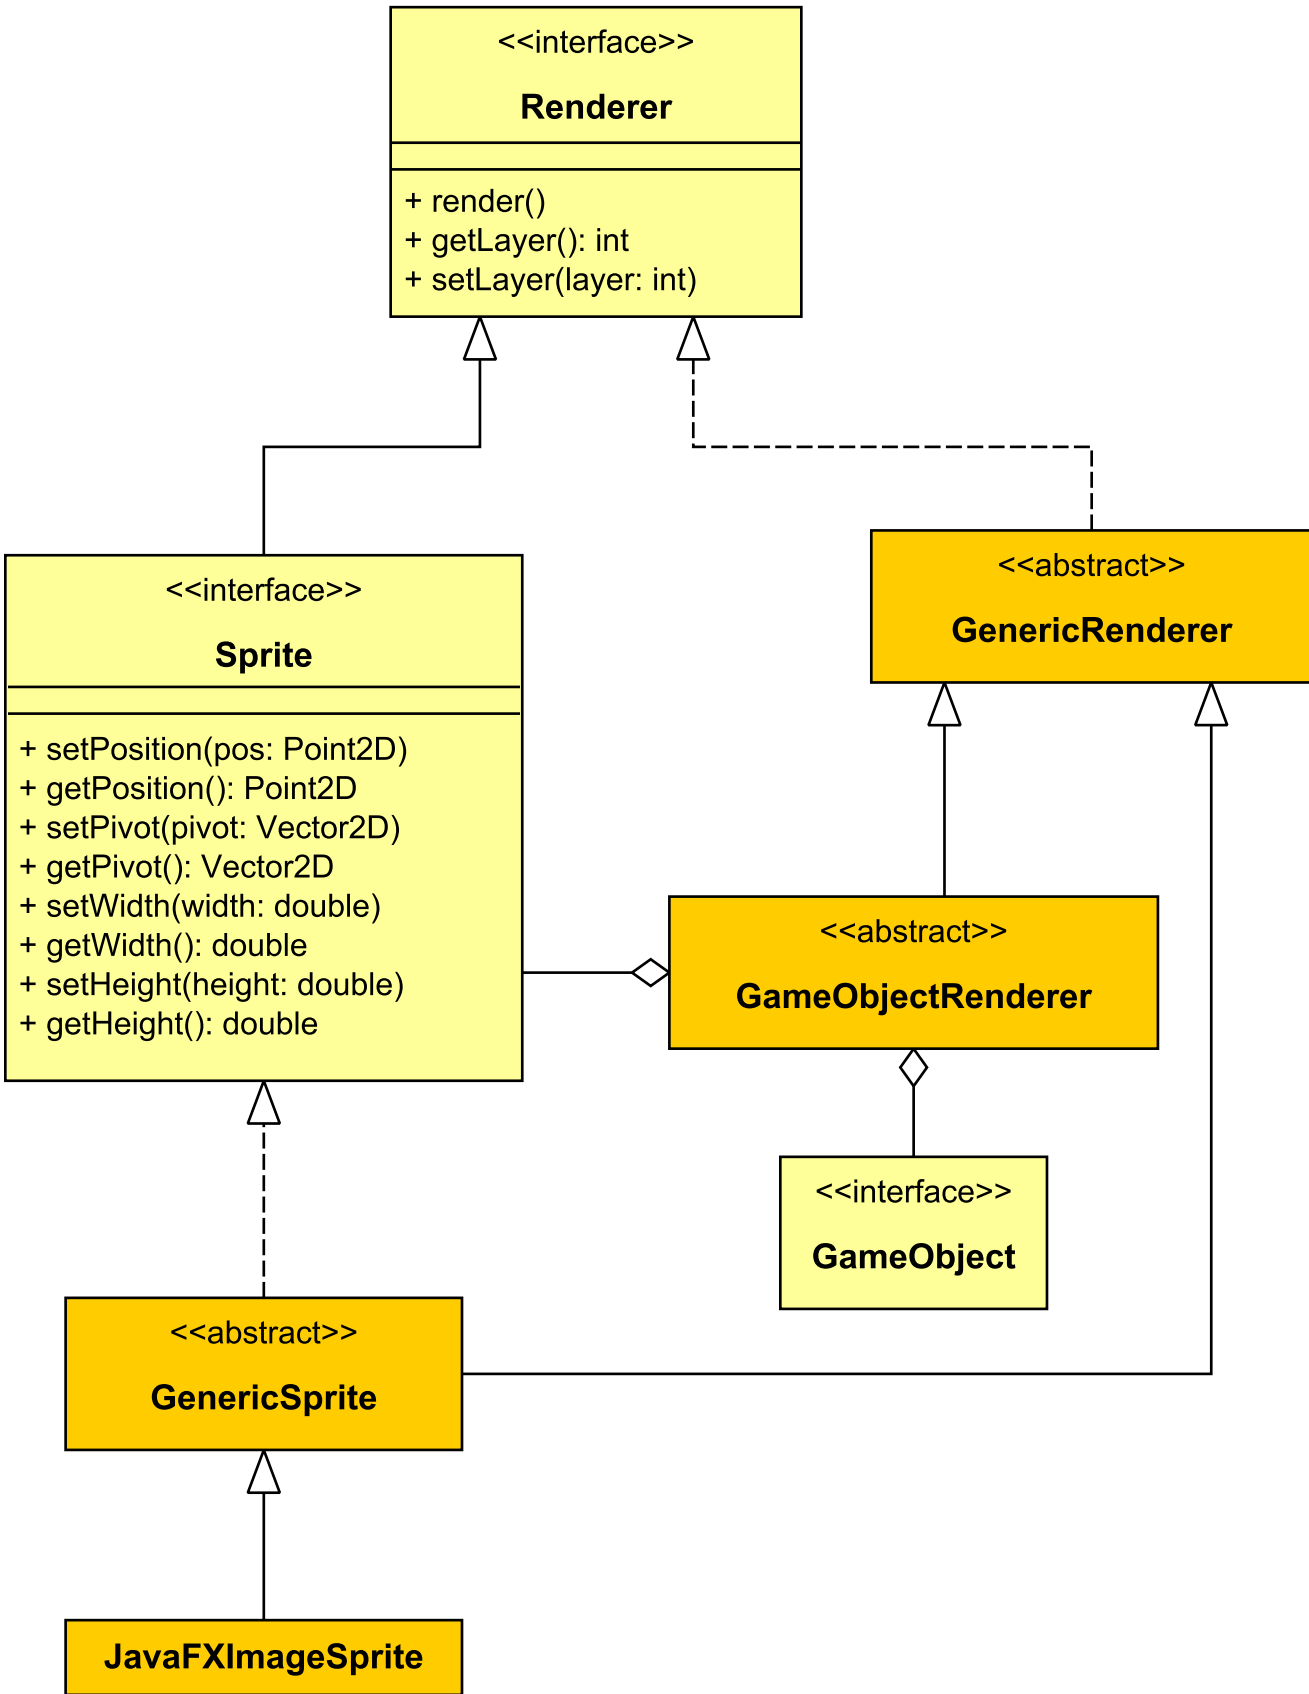 <<interface>>
Renderer
+ render()
+ getLayer(): int
+ setLayer(layer: int)
<<interface>>
Sprite
+ setPosition(pos: Point2D)
+ getPosition(): Point2D
+ setPivot(pivot: Vector2D)
+ getPivot(): Vector2D
+ setWidth(width: double)
+ getWidth(): double
+ setHeight(height: double)
+ getHeight(): double
<<abstract>>
GenericRenderer
<<abstract>>
GameObjectRenderer
<<interface>>
GameObject
<<abstract>>
GenericSprite
JavaFXImageSprite